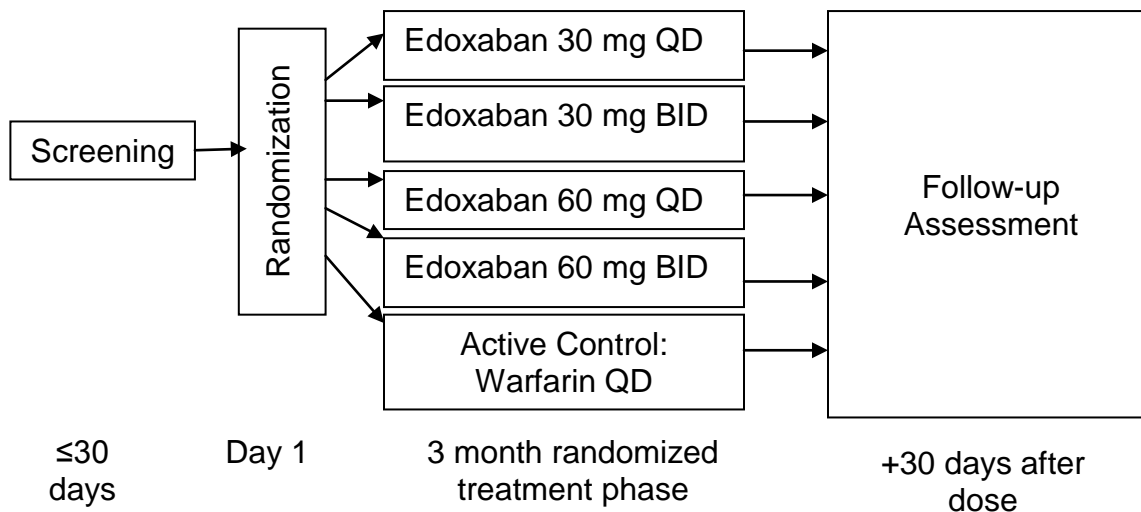 Screening
Randomization
Edoxaban 30 mg QD
Edoxaban 30 mg BID
Edoxaban 60 mg QD
Edoxaban 60 mg BID
Active Control:
Warfarin QD
Follow-up
Assessment
≤30
days
Day 1
3 month randomized
treatment phase
+30 days after
dose